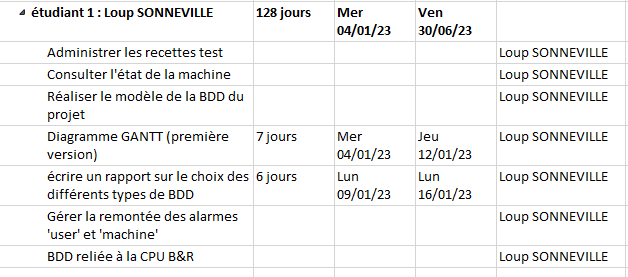 étudiant 1 : Loup SONNEVILLE 128 jours Mer Ven
04/01/23 30/06/23
Administrer les recettes test Loup SONNEVILLE
Consulter l'état de la machine Loup SONNEVILLE
Réaliser le modèle de la BDD du Loup SONNEVILLE
projet
Diagramme GANTT (première 7 jours Mer Jeu Loup SONNEVILLE
version) 04/01/23 12/01/23
écrire un rapport sur le choix des 6 jours Lun Lun Loup SONNEVILLE
différents types de BDD 09/01/23 16/01/23
Gérer la remontée des alarmes Loup SONNEVILLE
'user' et 'machine'
BDD reliée à la CPU B&R Loup SONNEVILLE